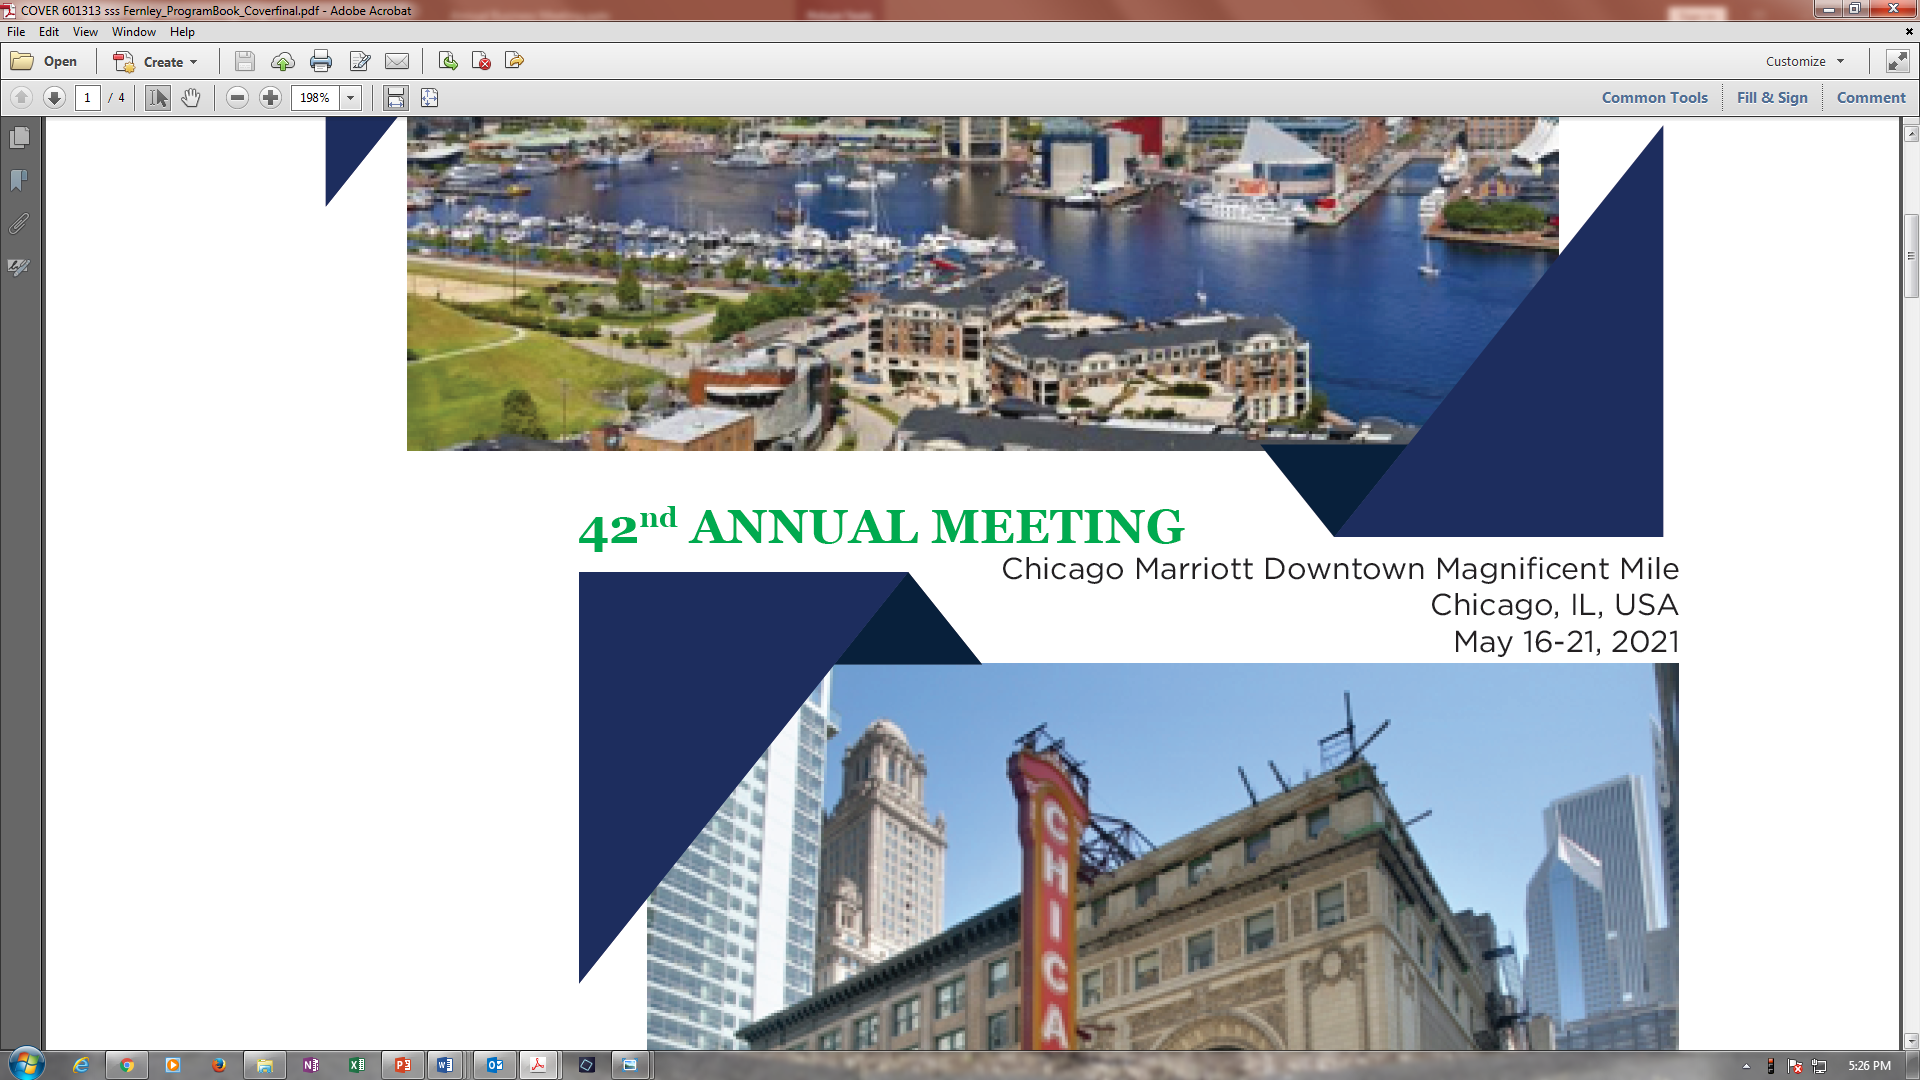 COVER 601313 sss Fernley_ProgramBook_Coverfinal.pdf - Adobe Acrobat
File Edit View Window Help
Open Create Customize
1 / 4 198% Common Tools Fill & Sign Comment
42nd ANNUAL MEETING
Chicago Marriott Downtown Magnificent Mile
Chicago, IL, USA
May 16-21, 2021
CHICA
5:26 PM